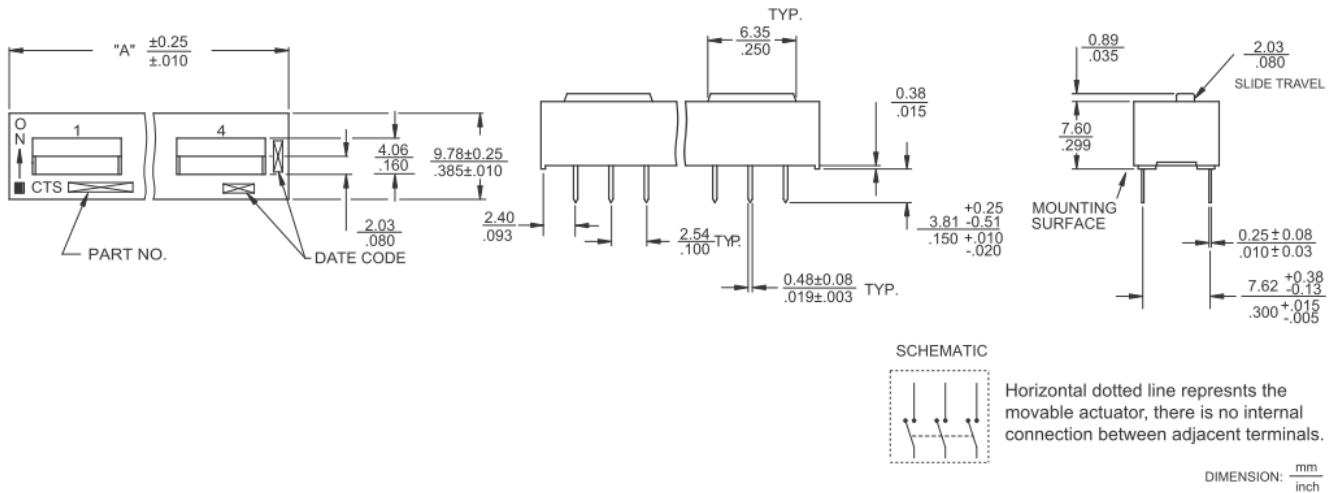 "A" ±0.25
±.010
O
N
1
4
CTS
4.06
.160
9.78±0.25
.385±.010
2.03
.080
PART NO.
DATE CODE
TYP.
6.35
.250
0.38
.015
2.40
.093
2.54
.100 TYP.
0.48±0.08
.019±.003 TYP.
+0.25
3.81 -0.51
.150 +.010
-.020
0.89
.035
2.03
.080
SLIDE TRAVEL
7.60
.299
MOUNTING
SURFACE
0.25±0.08
.010±0.03
7.62 +0.38
-0.13
.300 +.015
-.005
SCHEMATIC
Horizontal dotted line represnts the
movable actuator, there is no internal
connection between adjacent terminals.
DIMENSION: mm
inch